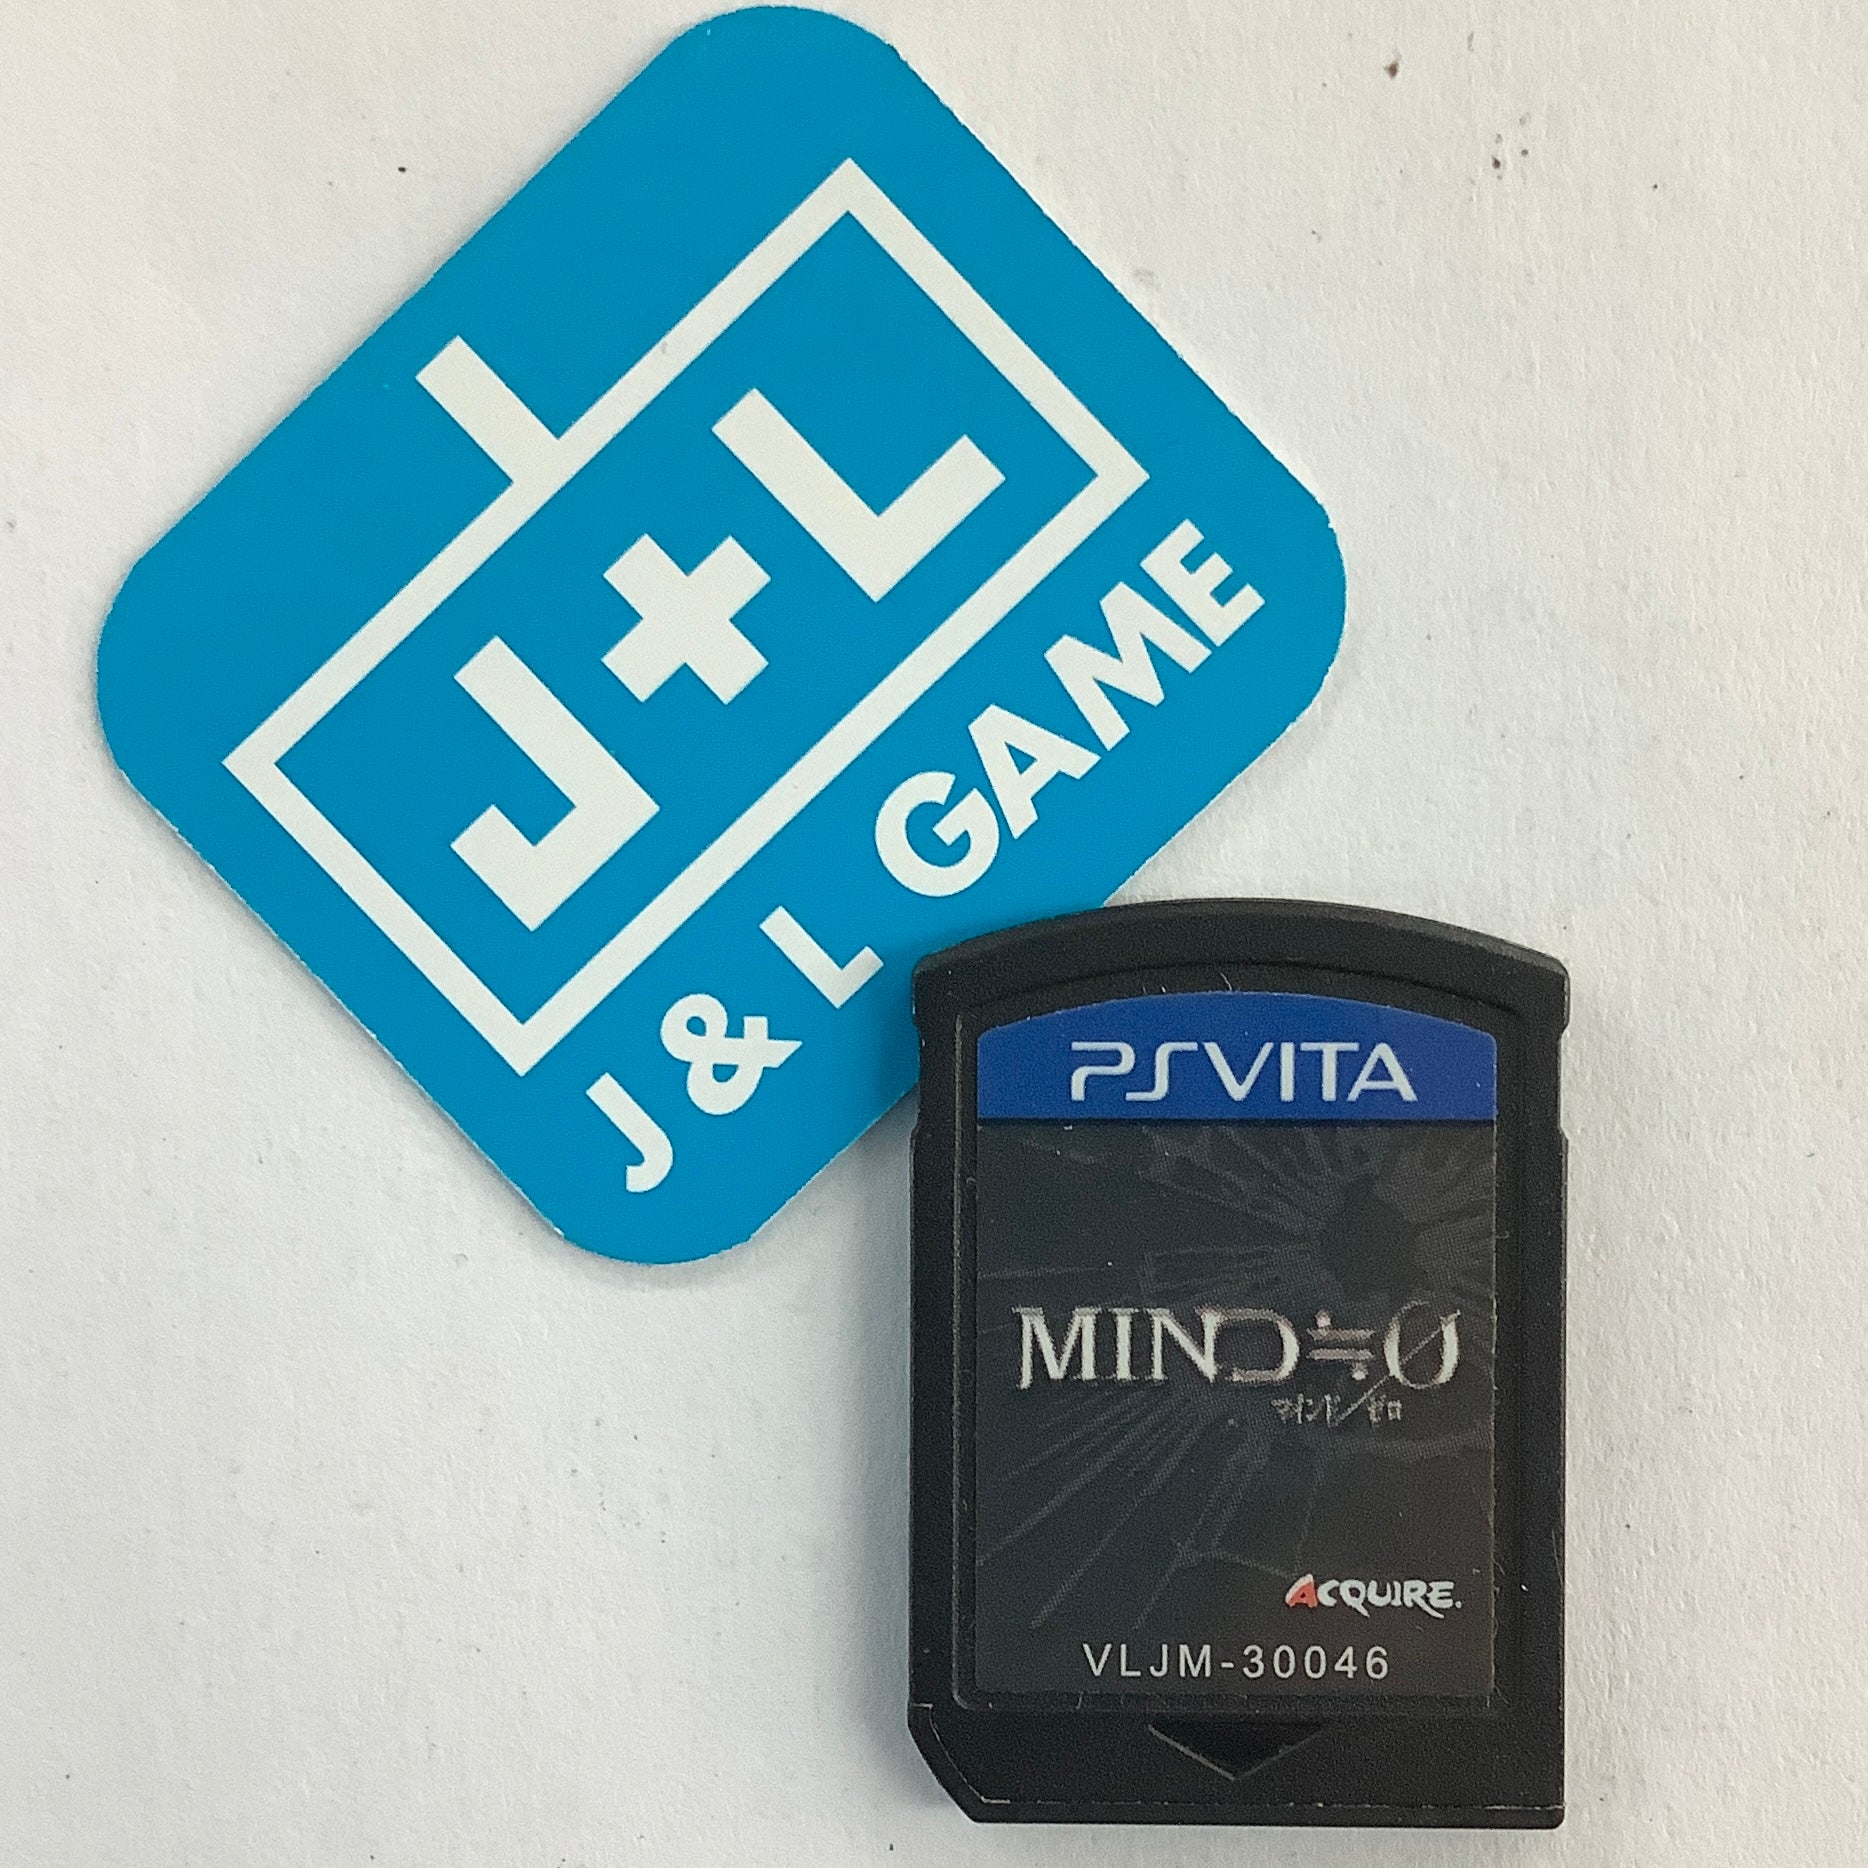 J+L
J & L GAME
PSVITA
MIND≒0
マインド／ゼロ
ACQUIRE.
VLJM-30046